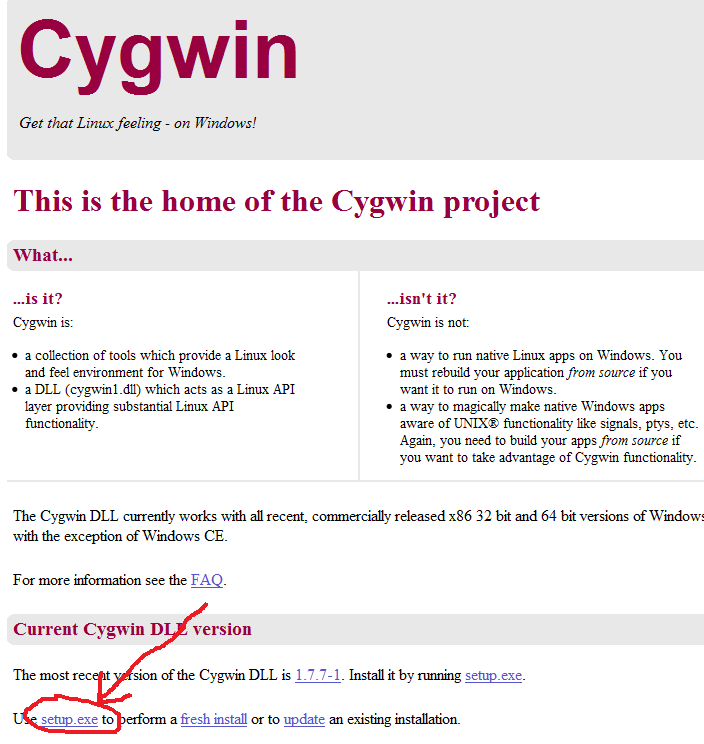 Cygwin
Get that Linux feeling - on Windows!
This is the home of the Cygwin project
What...
...is it?
Cygwin is:
a collection of tools which provide a Linux look
and feel environment for Windows.
a DLL (cygwin1.dll) which acts as a Linux API
layer providing substantial Linux API
functionality.
...isn't it?
Cygwin is not:
a way to run native Linux apps on Windows. You
must rebuild your application from source if you
want it to run on Windows.
a way to magically make native Windows apps
aware of UNIX® functionality like signals, ptys, etc.
Again, you need to build your apps from source if
you want to take advantage of Cygwin functionality.
The Cygwin DLL currently works with all recent, commercially released x86 32 bit and 64 bit versions of Windows
with the exception of Windows CE.
For more information see the FAQ.
Current Cygwin DLL version
The most recent version of the Cygwin DLL is 1.7.7-1. Install it by running setup.exe.
Use setup.exe to perform a fresh install or to update an existing installation.